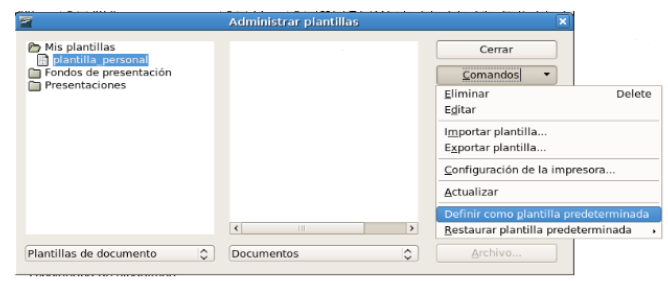 Administrar plantillas
Mis plantillas
plantilla_personal
Fondos de presentación
Presentaciones
Cerrar
Comandos
Eliminar Delete
Editar
Importar plantilla...
Exportar plantilla...
Configuración de la impresora...
Actualizar
Definir como plantilla predeterminada
Restaurar plantilla predeterminada
Plantillas de documento
Documentos
Archivo...